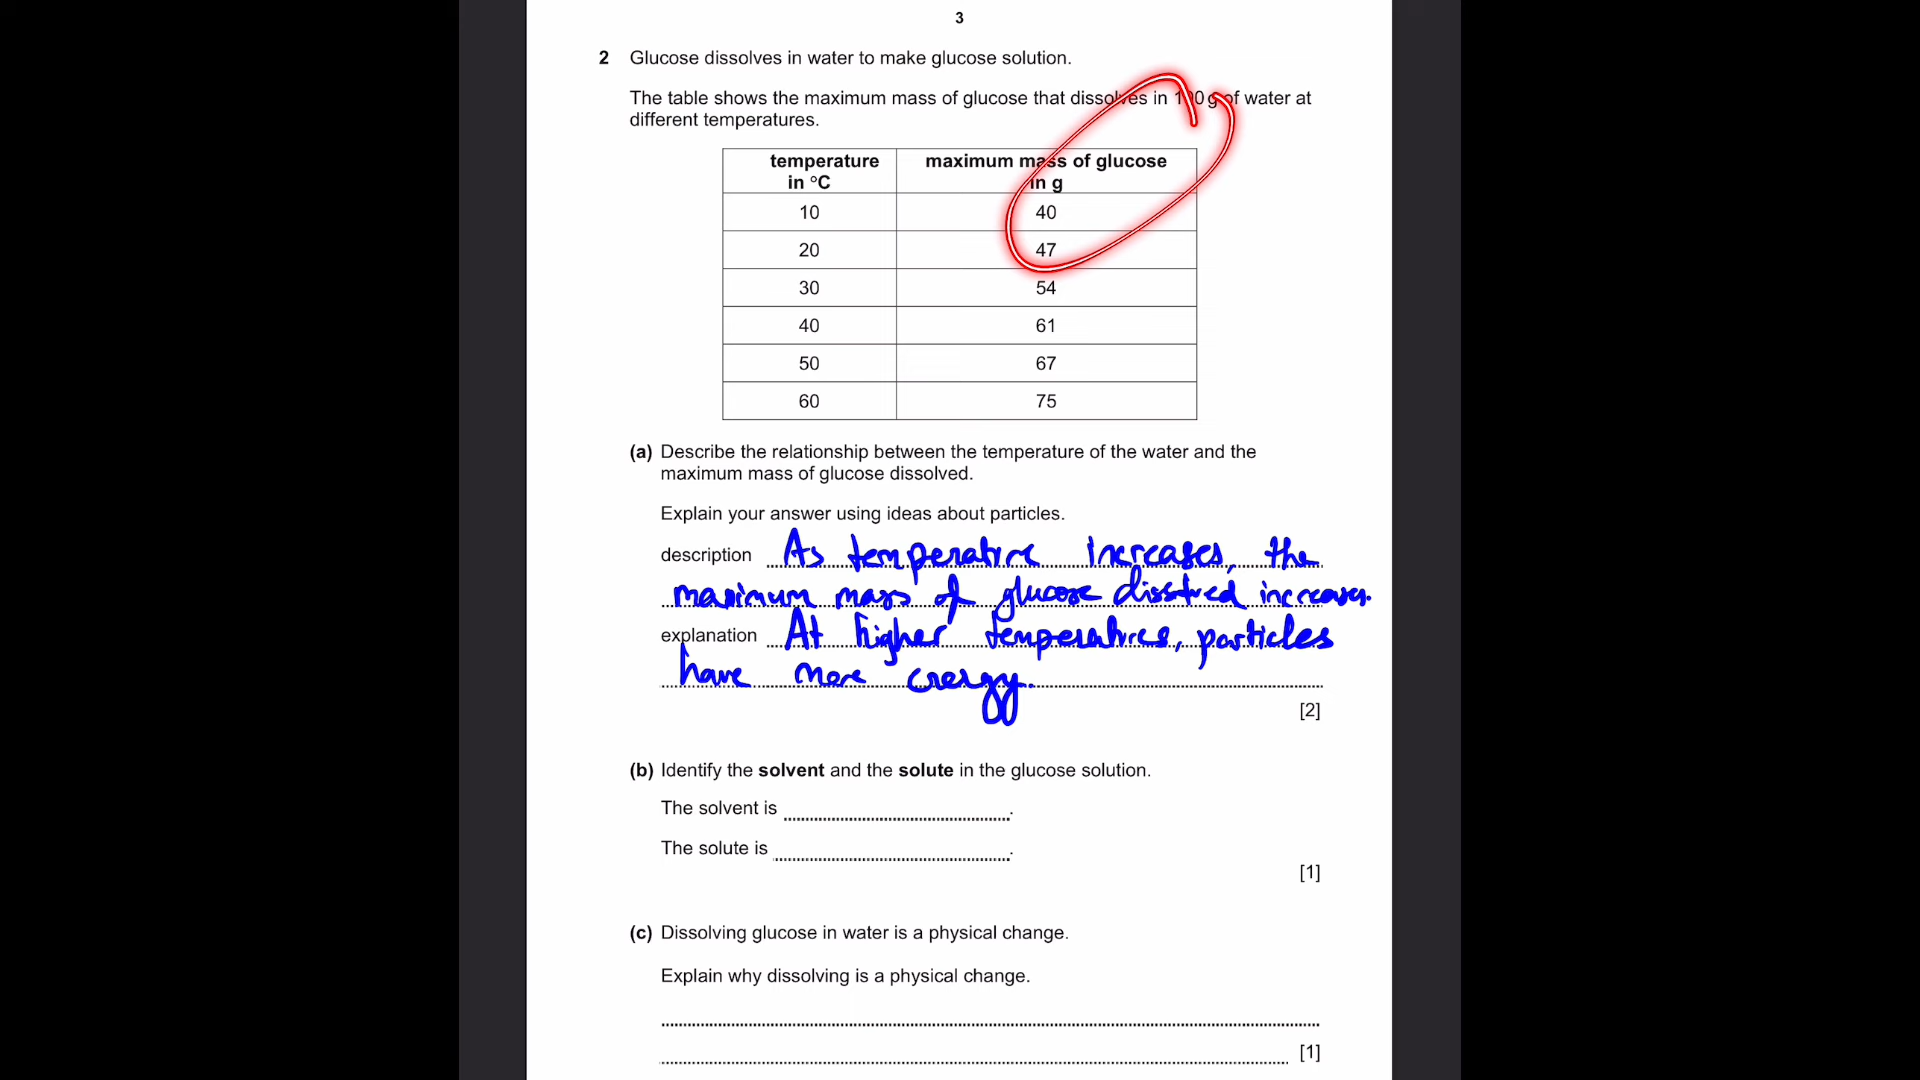 3
2 Glucose dissolves in water to make glucose solution.
The table shows the maximum mass of glucose that dissolves in 100 g of water at
different temperatures.
temperature in °C maximum mass of glucose in g
10 40
20 47
30 54
40 61
50 67
60 75
(a) Describe the relationship between the temperature of the water and the
maximum mass of glucose dissolved.
Explain your answer using ideas about particles.
description As temperature increases, the
maximum mass of glucose dissolved increases.
explanation At higher temperatures, particles
have more energy.
[2]
(b) Identify the solvent and the solute in the glucose solution.
The solvent is .
The solute is .
[1]
(c) Dissolving glucose in water is a physical change.
Explain why dissolving is a physical change.
[1]